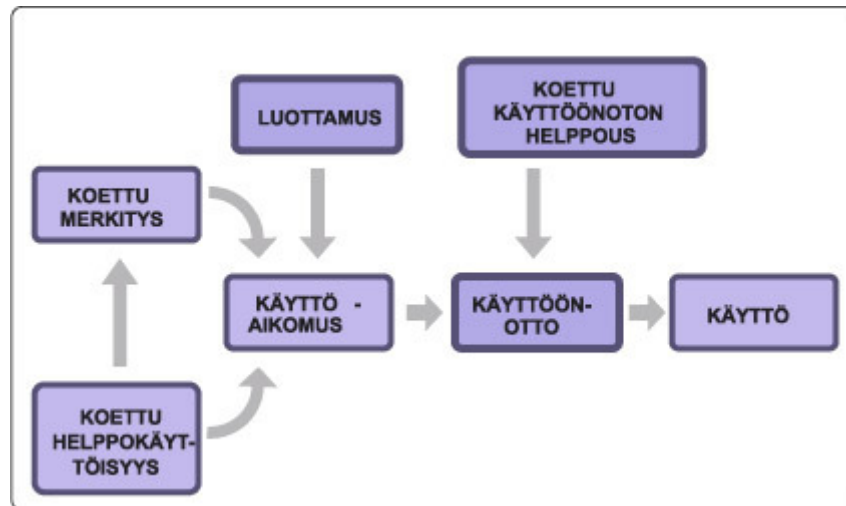 LUOTTAMUS
KOETTU
KÄYTTÖÖNOTON
HELPPOUS
KOETTU
MERKITYS
KÄYTTÖ -
AIKOMUS
KÄYTTÖÖN-
OTTO
KÄYTTÖ
KOETTU
HELPPOKÄYT-
TÖISYYS